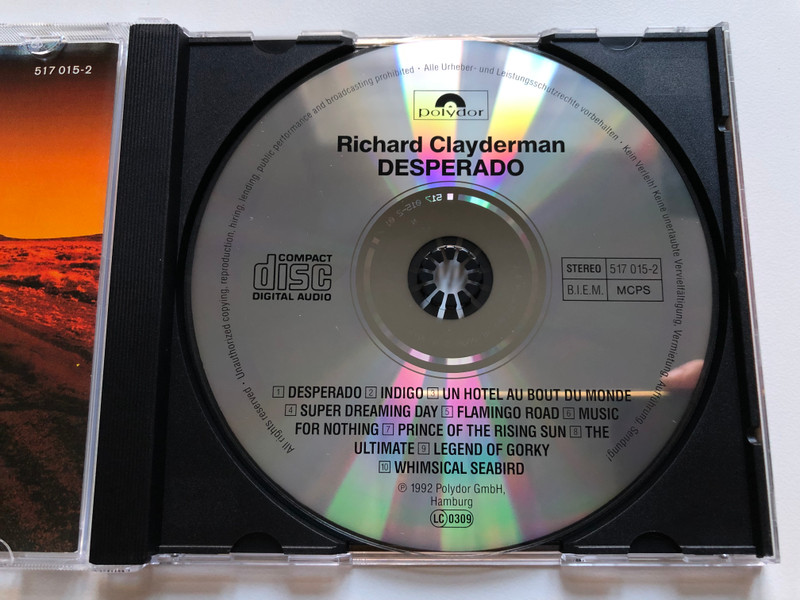 517 015-2
polydor
Richard Clayderman
DESPERADO
COMPACT
disc
DIGITAL AUDIO
STEREO 517 015-2
B.I.E.M. MCPS
1 DESPERADO 2 INDIGO 3 UN HOTEL AU BOUT DU MONDE
4 SUPER DREAMING DAY 5 FLAMINGO ROAD 6 MUSIC
FOR NOTHING 7 PRINCE OF THE RISING SUN 8 THE
ULTIMATE 9 LEGEND OF GORKY
10 WHIMSICAL SEABIRD
℗ 1992 Polydor GmbH,
Hamburg
LC 0309
All rights reserved · Unauthorized copying, reproduction, hiring, lending, public performance and broadcasting prohibited · Alle Urheber- und Leistungsschutzrechte vorbehalten · Kein Verleih! Keine unerlaubte Vervielfältigung, Vermietung, Aufführung, Sendung!